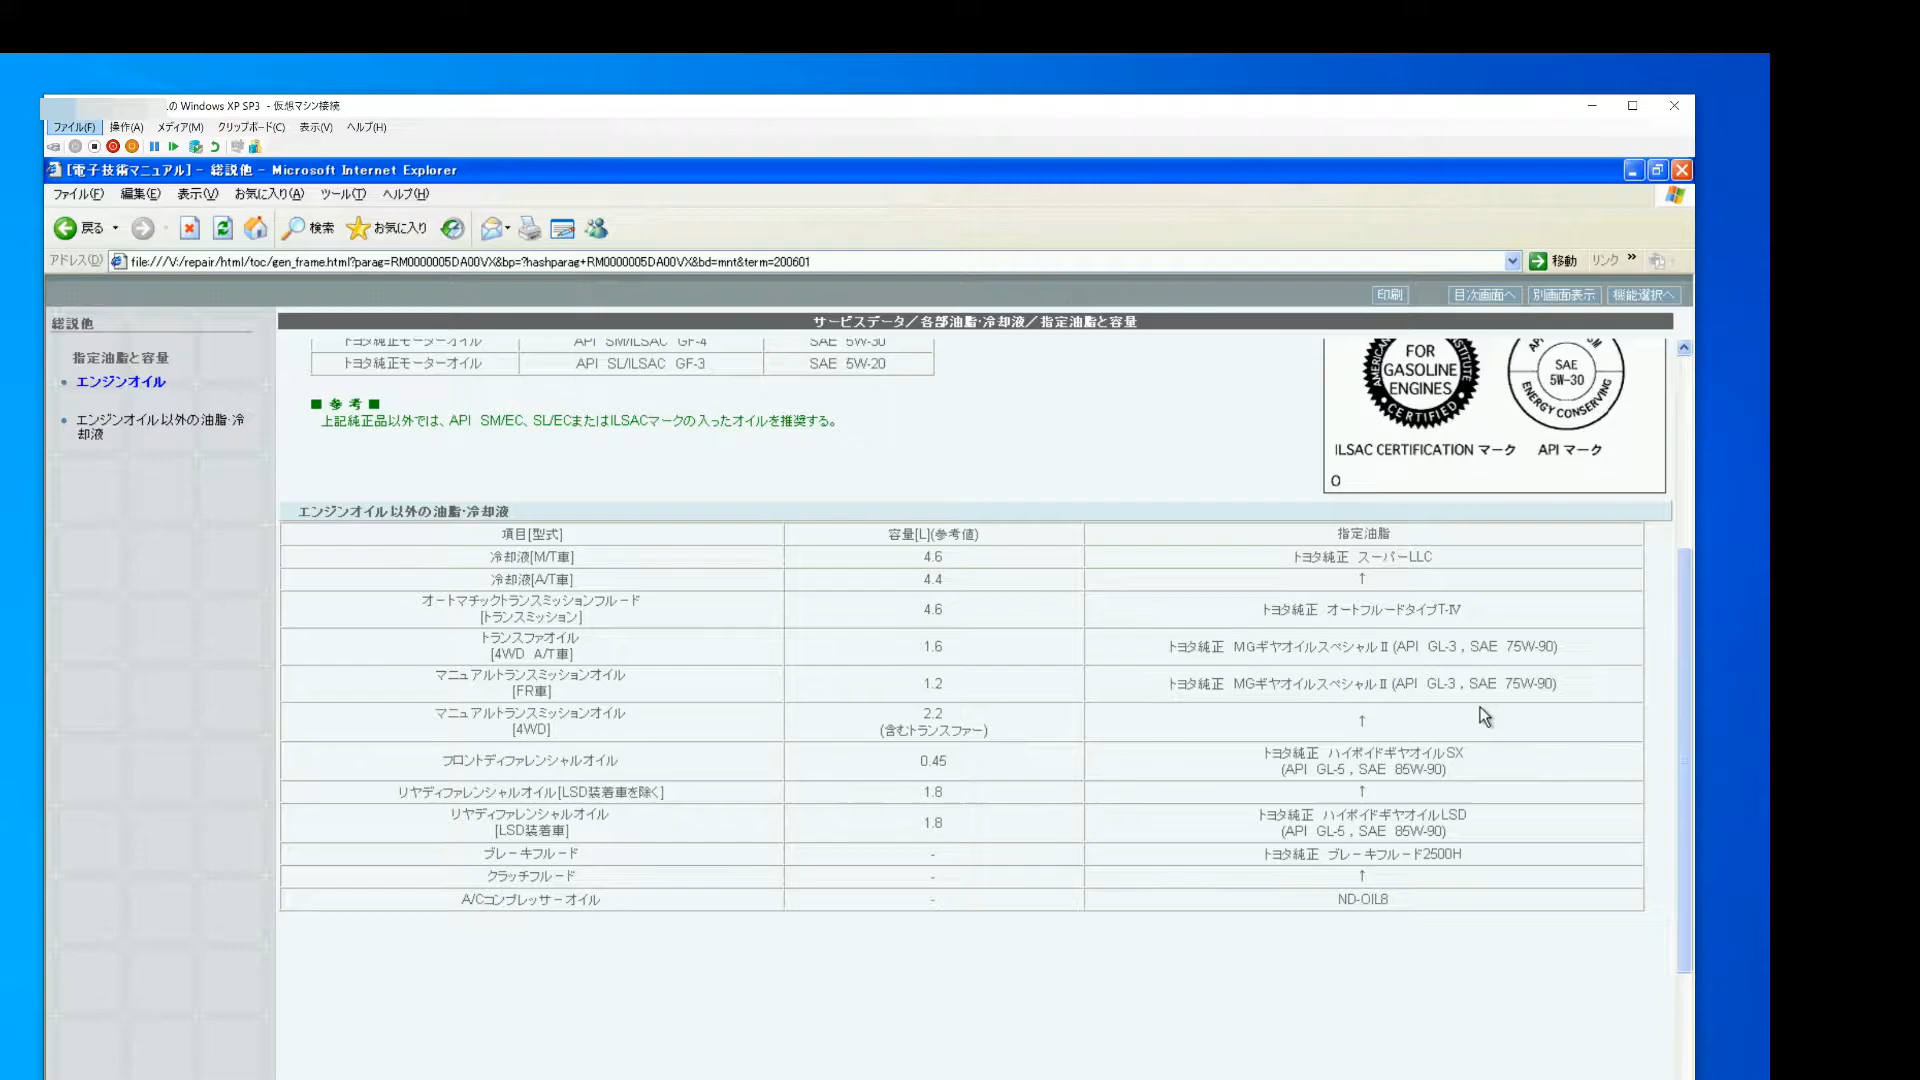 の Windows XP SP3 - 仮想マシン接続
ファイル(F) 操作(A) メディア(M) クリップボード(C) 表示(V) ヘルプ(H)
[電子技術マニュアル] - 総説他 - Microsoft Internet Explorer
ファイル(F) 編集(E) 表示(V) お気に入り(A) ツール(T) ヘルプ(H)
戻る 検索 お気に入り
アドレス(D) file:///V:/repair/html/toc/gen_frame.html?parag=RM0000005DA00VX&bp=?hashparag+RM0000005DA00VX&bd=mnt&term=200601 移動 リンク »
印刷 目次画面へ 別画面表示 機能選択へ
総説他
指定油脂と容量
• エンジンオイル
• エンジンオイル以外の油脂・冷
却液
サービスデータ/各部油脂・冷却液/指定油脂と容量
トヨタ純正モーターオイル API SM/ILSAC GF-4 SAE 5W-30
トヨタ純正モーターオイル API SL/ILSAC GF-3 SAE 5W-20
■ 参 考 ■
上記純正品以外では、API SM/EC、SL/ECまたはILSACマークの入ったオイルを推奨する。
AMERICAN INSTITUTE
FOR
GASOLINE
ENGINES
CERTIFIED
SAE
5W-30
ENERGY CONSERVING
ILSAC CERTIFICATION マーク API マーク
O
エンジンオイル以外の油脂・冷却液
項目[型式] 容量[L](参考値) 指定油脂
冷却液[M/T車] 4.6 トヨタ純正 スーパーLLC
冷却液[A/T車] 4.4 ↑
オートマチックトランスミッションフルード
[トランスミッション] 4.6 トヨタ純正 オートフルードタイプT-Ⅳ
トランスファオイル
[4WD A/T車] 1.6 トヨタ純正 MGギヤオイルスペシャルⅡ(API GL-3 , SAE 75W-90)
マニュアルトランスミッションオイル
[FR車] 1.2 トヨタ純正 MGギヤオイルスペシャルⅡ(API GL-3 , SAE 75W-90)
マニュアルトランスミッションオイル
[4WD] 2.2
(含むトランスファー) ↑
フロントディファレンシャルオイル 0.45 トヨタ純正 ハイポイドギヤオイルSX
(API GL-5 , SAE 85W-90)
リヤディファレンシャルオイル[LSD装着車を除く] 1.8 ↑
リヤディファレンシャルオイル
[LSD装着車] 1.8 トヨタ純正 ハイポイドギヤオイルLSD
(API GL-5 , SAE 85W-90)
ブレーキフルード - トヨタ純正 ブレーキフルード2500H
クラッチフルード - ↑
A/Cコンプレッサーオイル - ND-OIL8